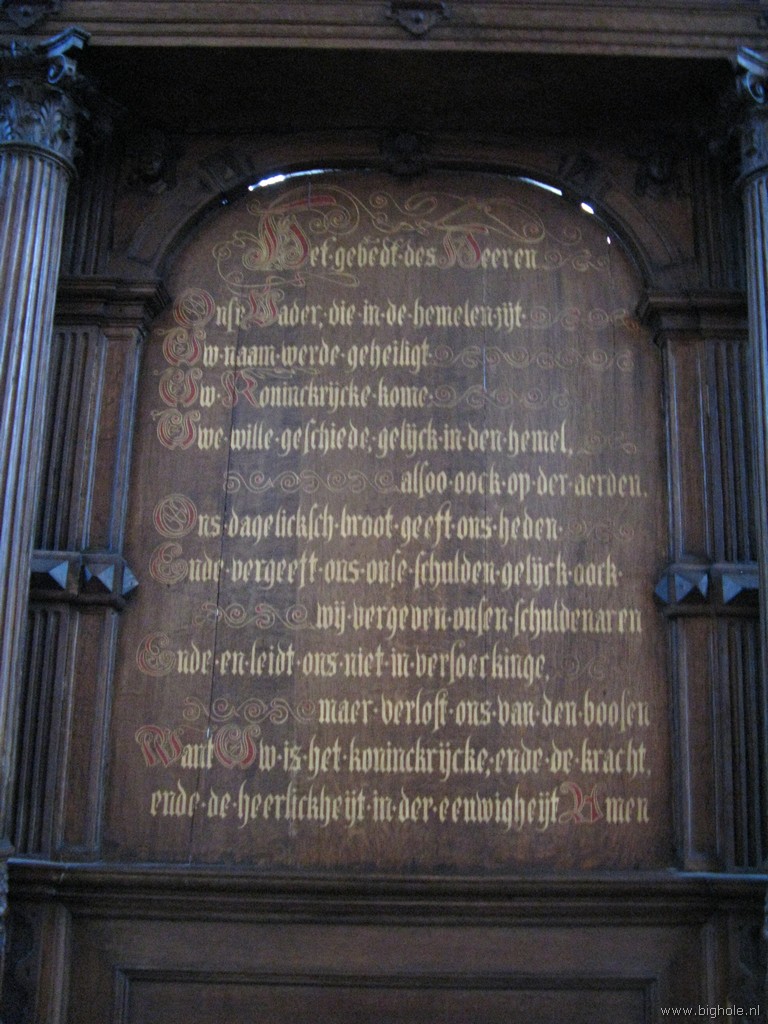 Het·gebedt·des Heeren
Onse Vader, die·in·de·hemelen·zijt
Uw·naam·werde·geheiligt
Uw·Koninckrijcke·kome·
Uwe·wille·geschiede, gelijck·in·den·hemel,
alsoo·oock·op·der·aerden.
Ons·dagelicksch·broot·geeft·ons·heden·
Ende·vergeeft·ons·onse·schulden·gelijck·oock·
wij·vergeven·onsen·schuldenaren
Ende·en·leidt·ons·niet·in·versoeckinge,
maer·verlost·ons·van·den·boosen
Want Uw·is·het·koninckrijcke, ende·de·kracht,
ende·de·heerlickheijt·in·der·eeuwigheijt Amen
www.bighole.nl